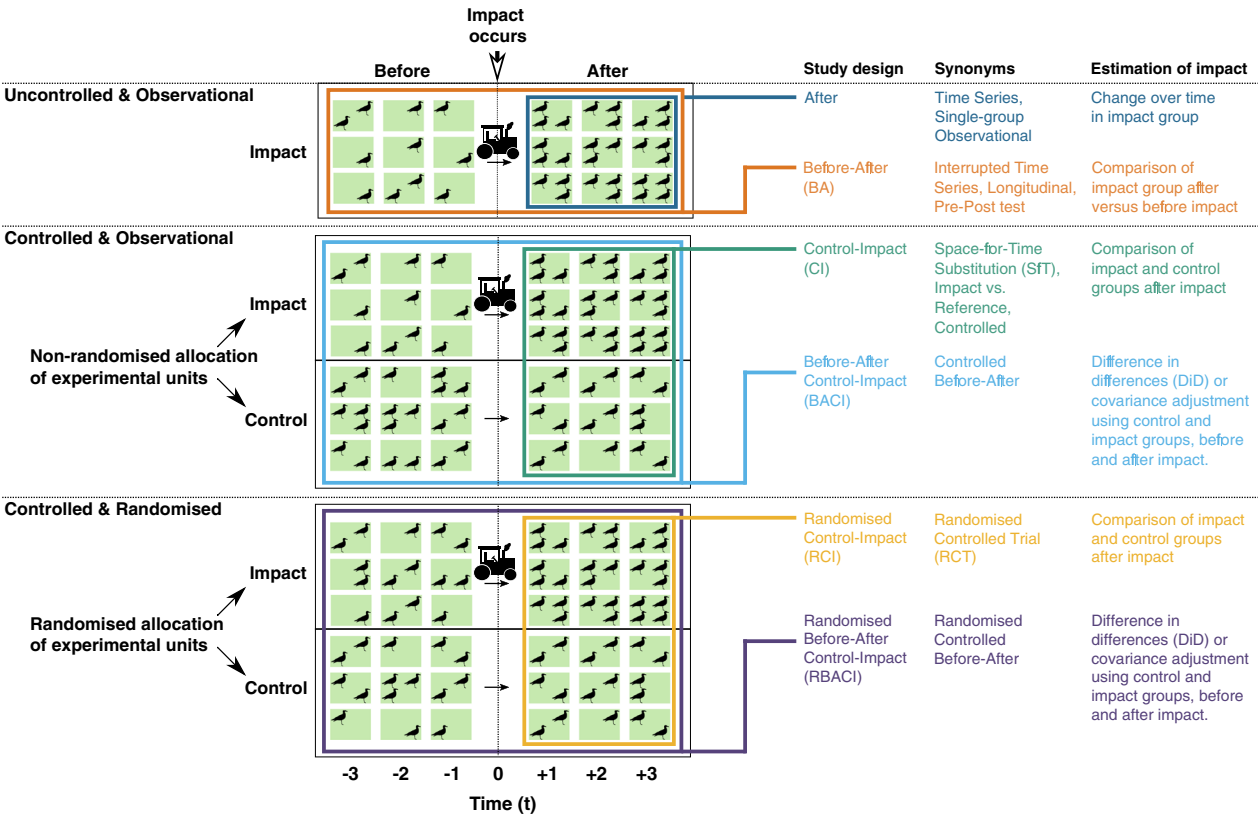 Impact
occurs
Before
After
Study design
Synonyms
Estimation of impact
Uncontrolled & Observational
Impact
After
Time Series,
Single-group
Observational
Change over time
in impact group
Before-After
(BA)
Interrupted Time
Series, Longitudinal,
Pre-Post test
Comparison of
impact group after
versus before impact
Controlled & Observational
Impact
Non-randomised allocation
of experimental units
Control
Control-Impact
(CI)
Space-for-Time
Substitution (SfT),
Impact vs.
Reference,
Controlled
Comparison of
impact and control
groups after impact
Before-After
Control-Impact
(BACI)
Controlled
Before-After
Difference in
differences (DiD) or
covariance adjustment
using control and
impact groups, before
and after impact.
Controlled & Randomised
Impact
Randomised allocation
of experimental units
Control
Randomised
Control-Impact
(RCI)
Randomised
Controlled Trial
(RCT)
Comparison of impact
and control groups
after impact
Randomised
Before-After
Control-Impact
(RBACI)
Randomised
Controlled
Before-After
Difference in
differences (DiD) or
covariance adjustment
using control and
impact groups, before
and after impact.
-3 -2 -1 0 +1 +2 +3
Time (t)